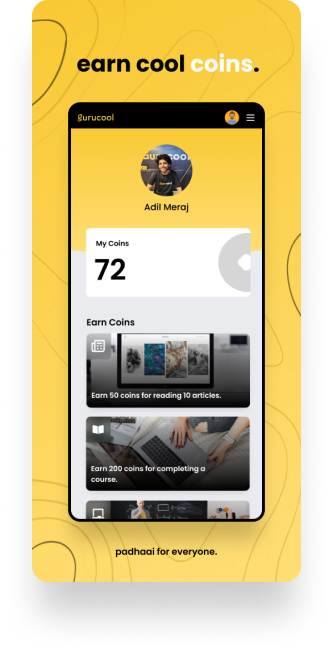 earn cool coins.
gurucool
Adil Meraj
My Coins
72
Earn Coins
Earn 50 coins for reading 10 articles.
Earn 200 coins for completing a
course.
padhaai for everyone.